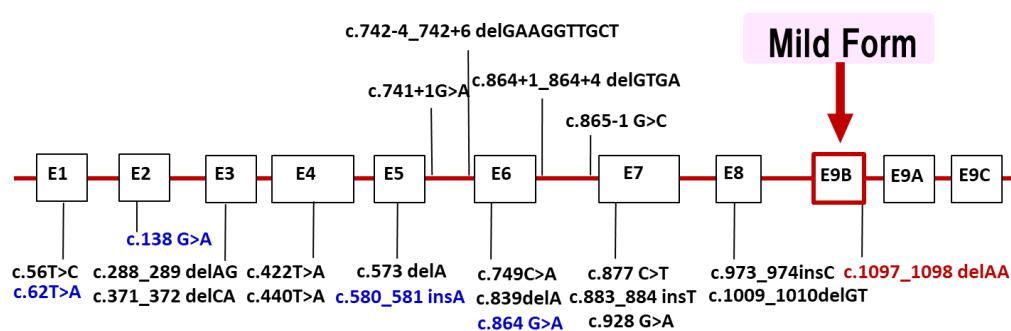 c.742-4_742+6 delGAAGGTTGCT
Mild Form
c.741+1G>A
c.864+1_864+4 delGTGA
c.865-1 G>C
E1 E2 E3 E4 E5 E6 E7 E8 E9B E9A E9C
c.138 G>A
c.56T>C c.288_289 delAG c.422T>A c.573 delA c.749C>A c.877 C>T c.973_974insC c.1097_1098 delAA
c.62T>A c.371_372 delCA c.440T>A c.580_581 insA c.839delA c.883_884 insT c.1009_1010delGT
c.864 G>A c.928 G>A